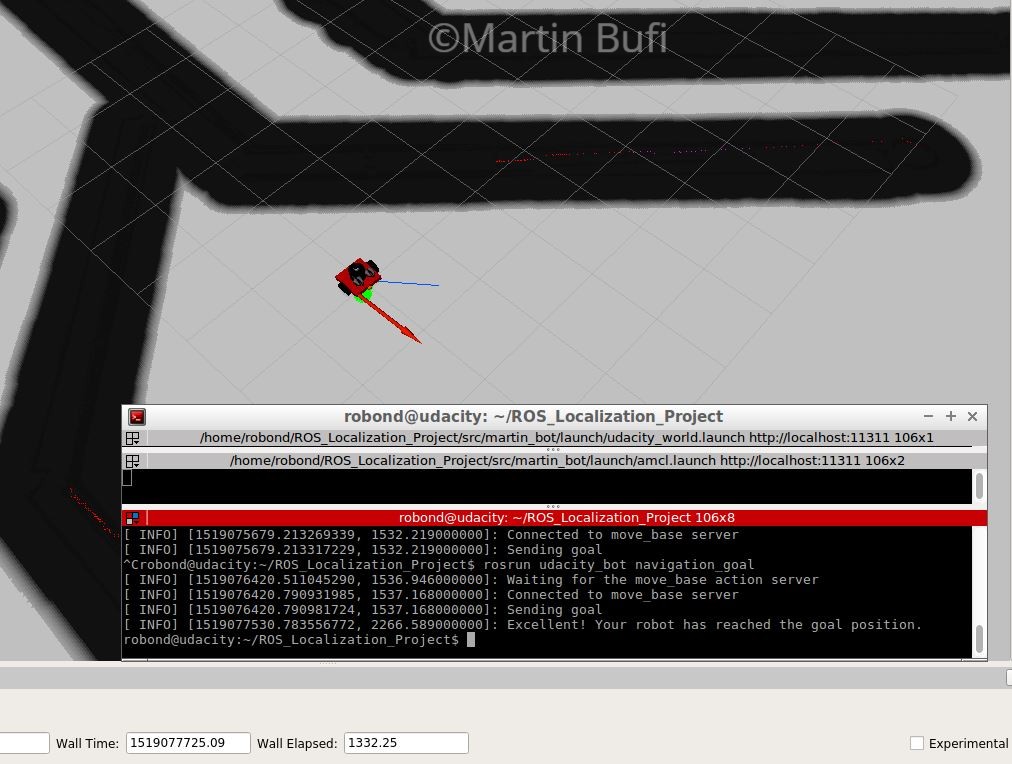 ©Martin Bufi
robond@udacity: ~/ROS_Localization_Project
/home/robond/ROS_Localization_Project/src/martin_bot/launch/udacity_world.launch http://localhost:11311 106x1
/home/robond/ROS_Localization_Project/src/martin_bot/launch/amcl.launch http://localhost:11311 106x2
robond@udacity: ~/ROS_Localization_Project 106x8
[ INFO] [1519075679.213269339, 1532.219000000]: Connected to move_base server
[ INFO] [1519075679.213317229, 1532.219000000]: Sending goal
^Crobond@udacity:~/ROS_Localization_Project$ rosrun udacity_bot navigation_goal
[ INFO] [1519076420.511045290, 1536.946000000]: Waiting for the move_base action server
[ INFO] [1519076420.790931985, 1537.168000000]: Connected to move_base server
[ INFO] [1519076420.790981724, 1537.168000000]: Sending goal
[ INFO] [1519077530.783556772, 2266.589000000]: Excellent! Your robot has reached the goal position.
robond@udacity:~/ROS_Localization_Project$
Wall Time: 1519077725.09 Wall Elapsed: 1332.25 Experimental